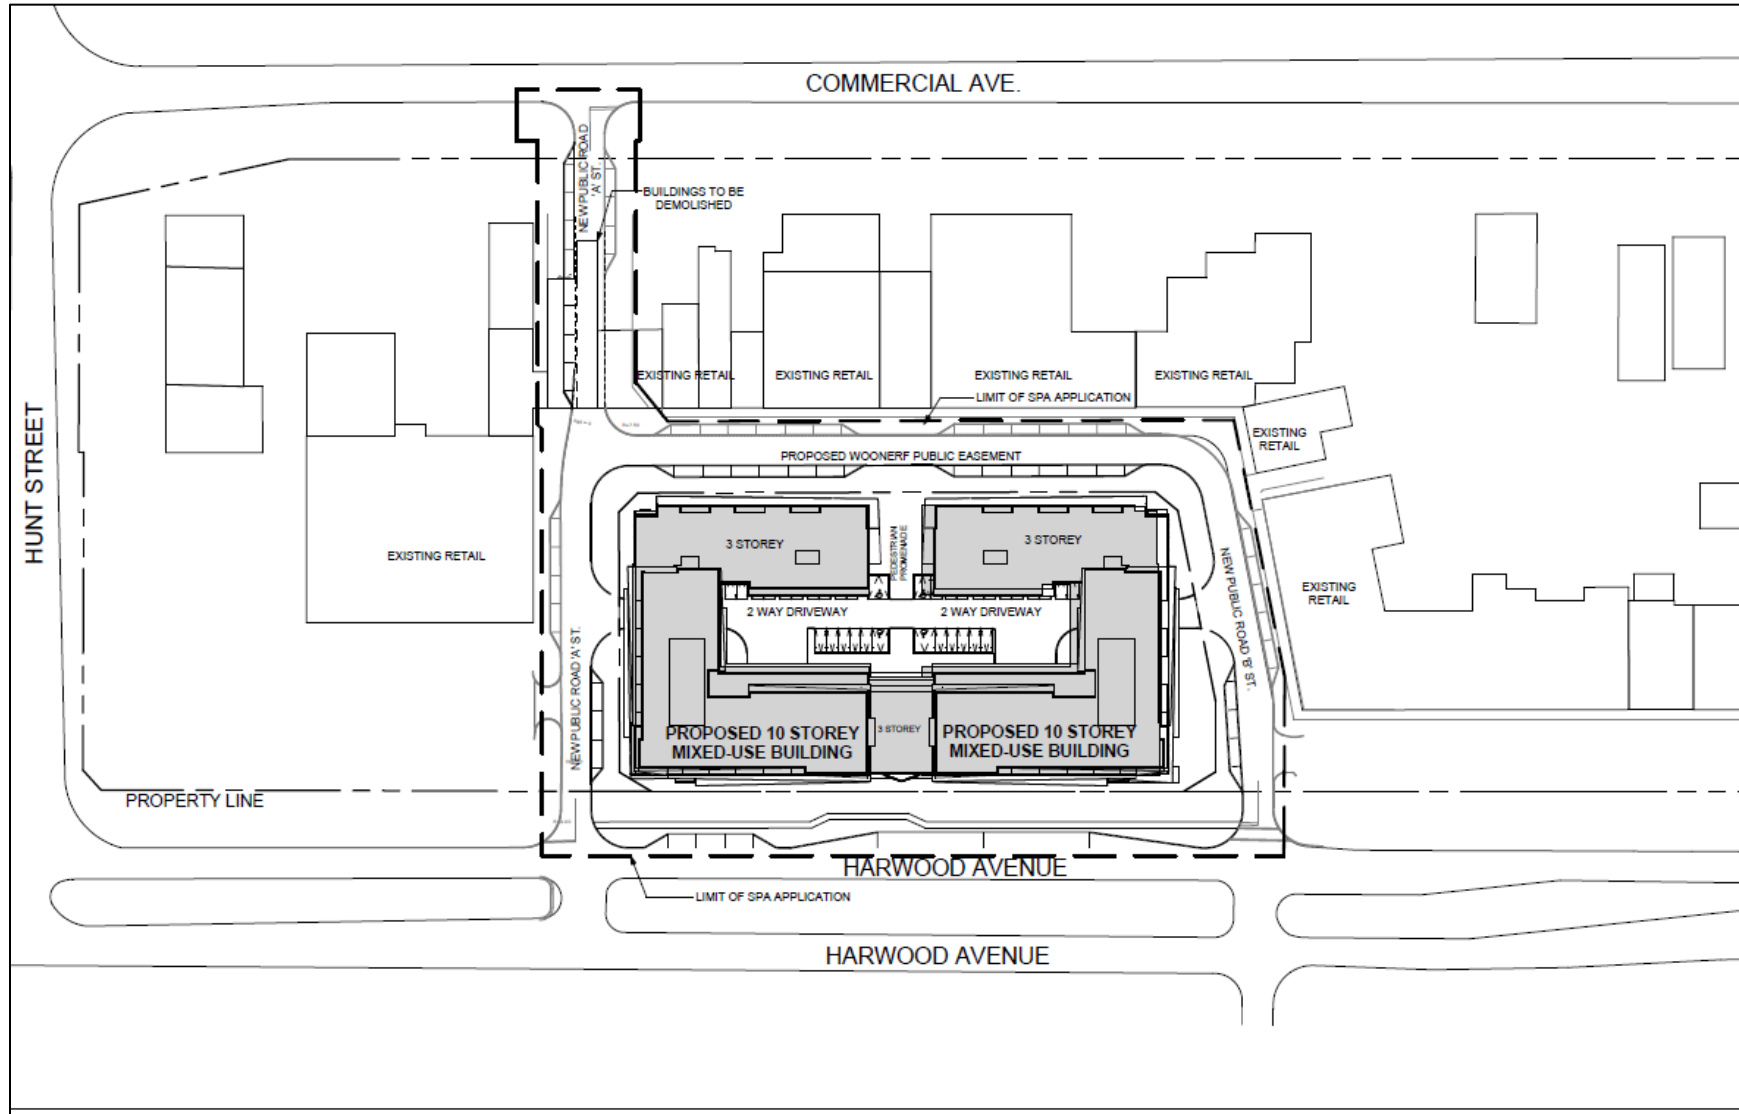 COMMERCIAL AVE.
NEW PUBLIC ROAD
'A' ST.
BUILDINGS TO BE
DEMOLISHED
EXISTING RETAIL
EXISTING RETAIL
EXISTING RETAIL
EXISTING RETAIL
LIMIT OF SPA APPLICATION
EXISTING
RETAIL
PROPOSED WOONERF PUBLIC EASEMENT
HUNT STREET
EXISTING RETAIL
3 STOREY
PEDESTRIAN
PROMENADE
3 STOREY
NEW PUBLIC ROAD 'B' ST.
EXISTING
RETAIL
2 WAY DRIVEWAY
2 WAY DRIVEWAY
NEW PUBLIC ROAD 'A' ST.
PROPOSED 10 STOREY
MIXED-USE BUILDING
3 STOREY
PROPOSED 10 STOREY
MIXED-USE BUILDING
PROPERTY LINE
HARWOOD AVENUE
LIMIT OF SPA APPLICATION
HARWOOD AVENUE